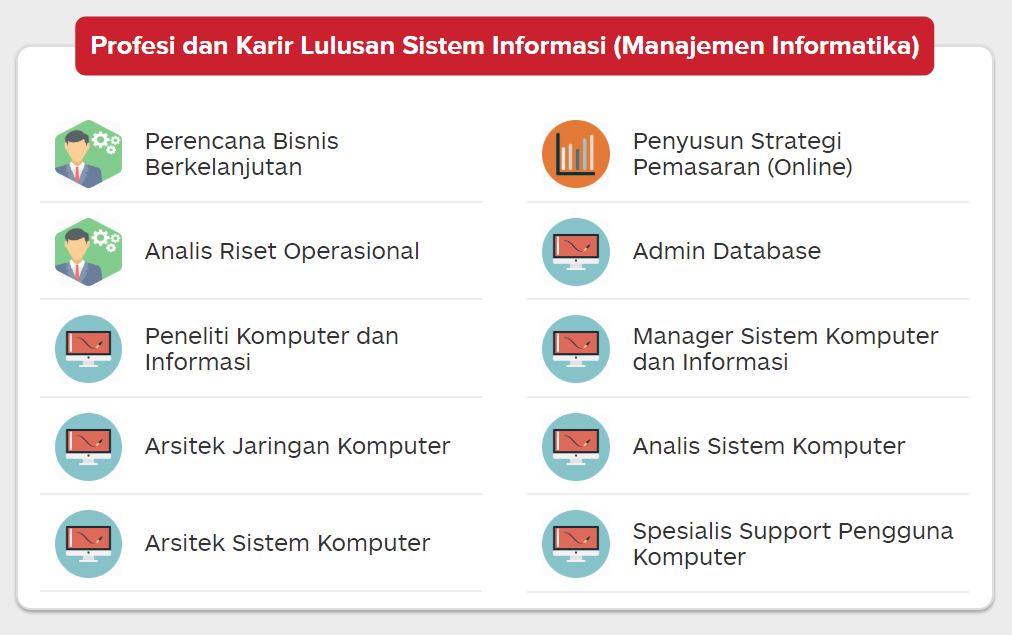 Profesi dan Karir Lulusan Sistem Informasi (Manajemen Informatika)
Perencana Bisnis
Berkelanjutan
Penyusun Strategi
Pemasaran (Online)
Analis Riset Operasional
Admin Database
Peneliti Komputer dan
Informasi
Manager Sistem Komputer
dan Informasi
Arsitek Jaringan Komputer
Analis Sistem Komputer
Arsitek Sistem Komputer
Spesialis Support Pengguna
Komputer